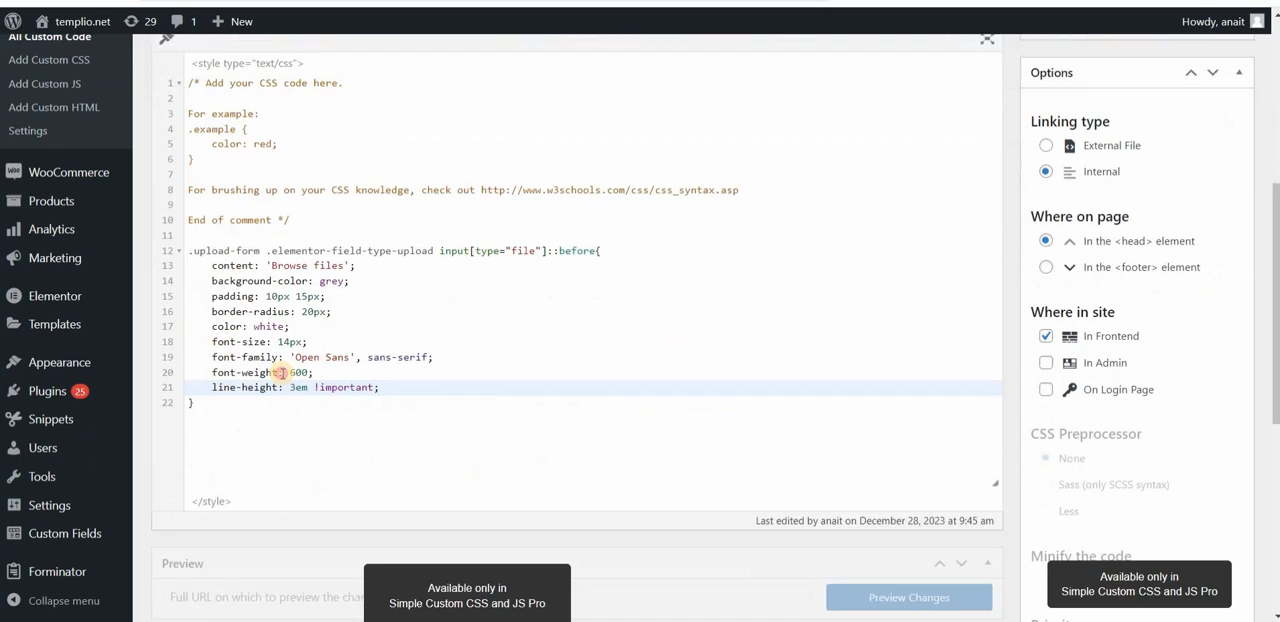 templio.net 29 1 New Howdy, anait
All Custom Code
Add Custom CSS
Add Custom JS
Add Custom HTML
Settings
WooCommerce
Products
Analytics
Marketing
Elementor
Templates
Appearance
Plugins 25
Snippets
Users
Tools
Settings
Custom Fields
Forminator
Collapse menu
<style type="text/css">
1 /* Add your CSS code here.
2
3 For example:
4 .example {
5 color: red;
6 }
7
8 For brushing up on your CSS knowledge, check out http://www.w3schools.com/css/css_syntax.asp
9
10 End of comment */
11
12 .upload-form .elementor-field-type-upload input[type="file"]::before{
13 content: 'Browse files';
14 background-color: grey;
15 padding: 10px 15px;
16 border-radius: 20px;
17 color: white;
18 font-size: 14px;
19 font-family: 'Open Sans', sans-serif;
20 font-weight: 600;
21 line-height: 3em !important;
22 }
</style>
Last edited by anait on December 28, 2023 at 9:45 am
Preview
Full URL on which to preview the
Preview Changes
Available only in
Simple Custom CSS and JS Pro
Options
Linking type
External File
Internal
Where on page
In the <head> element
In the <footer> element
Where in site
In Frontend
In Admin
On Login Page
CSS Preprocessor
None
Sass (only SCSS syntax)
Less
Minify the code
Available only in
Simple Custom CSS and JS Pro